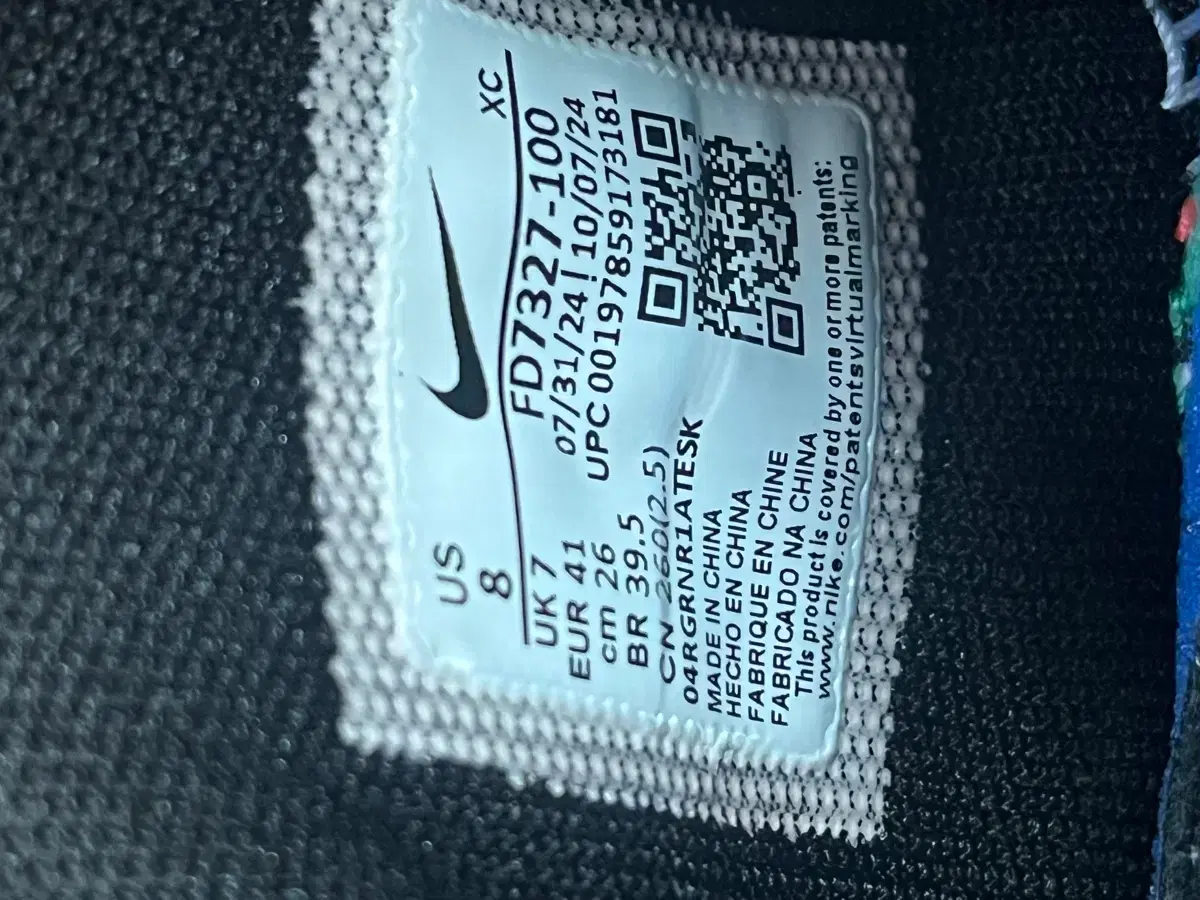 US
8
XC
UK 7
EUR 41
cm 26
BR 39.5
CN 260(2.5)
FD7327-100
07/31/24 | 10/07/24
UPC 00197859173181
04RGRNR1ATESK
MADE IN CHINA
HECHO EN CHINA
FABRIQUE EN CHINE
FABRICADO NA CHINA
This product is covered by one or more patents:
www.nike.com/patentsvirtualmarking